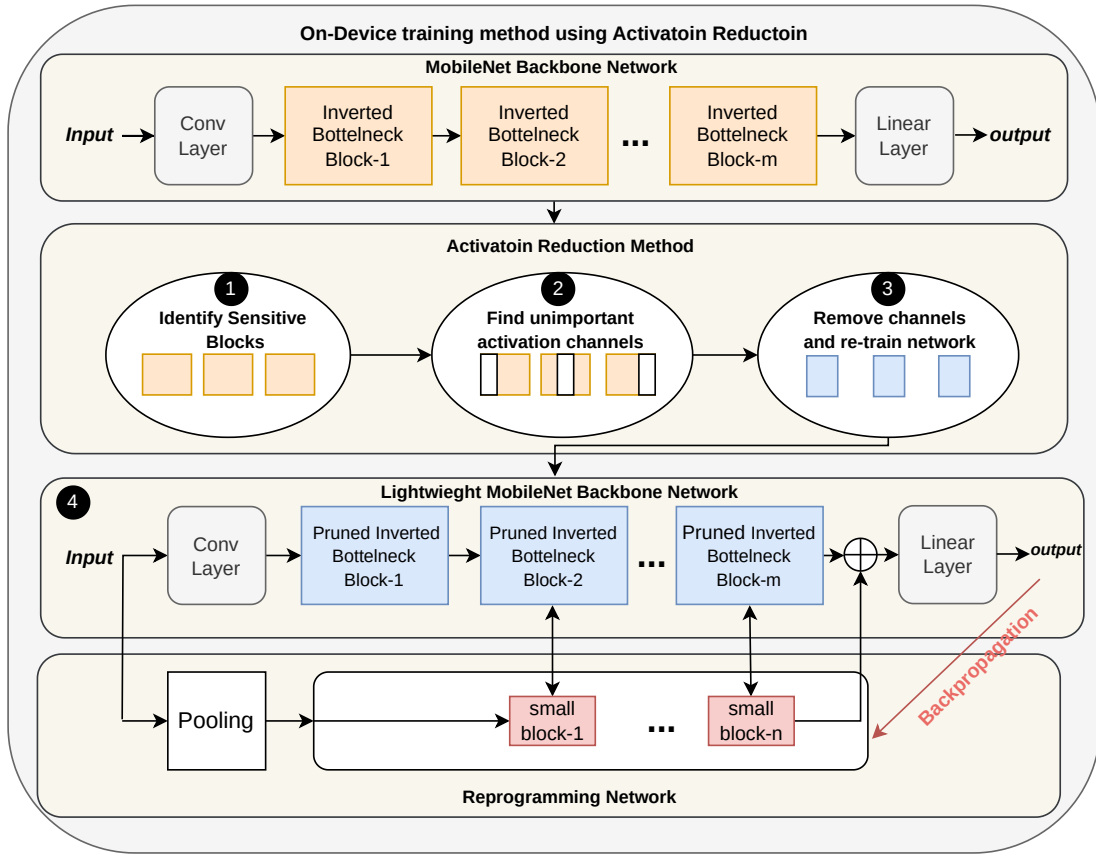 On-Device training method using Activatoin Reductoin
MobileNet Backbone Network
Input
Conv
Layer
Inverted
Bottelneck
Block-1
Inverted
Bottelneck
Block-2
...
Inverted
Bottelneck
Block-m
Linear
Layer
output
Activatoin Reduction Method
1
Identify Sensitive
Blocks
2
Find unimportant
activation channels
3
Remove channels
and re-train network
4
Lightwieght MobileNet Backbone Network
Input
Conv
Layer
Pruned Inverted
Bottelneck
Block-1
Pruned Inverted
Bottelneck
Block-2
...
Pruned Inverted
Bottelneck
Block-m
Linear
Layer
output
Backpropagation
Pooling
small
block-1
...
small
block-n
Reprogramming Network